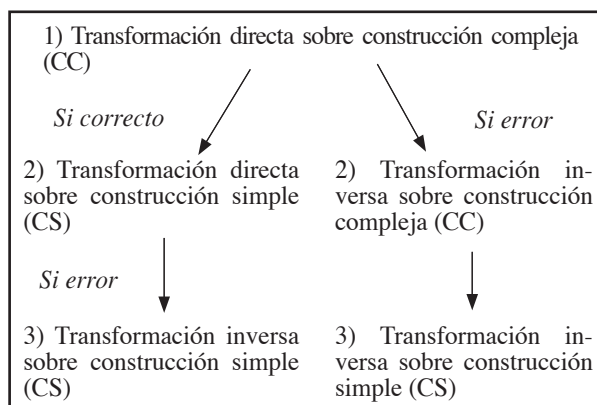 1) Transformación directa sobre construcción compleja
(CC)
Si correcto
Si error
2) Transformación directa
sobre construcción simple
(CS)
2) Transformación in-
versa sobre construcción
compleja (CC)
Si error
3) Transformación inversa
sobre construcción simple
(CS)
3) Transformación in-
versa sobre construcción
simple (CS)